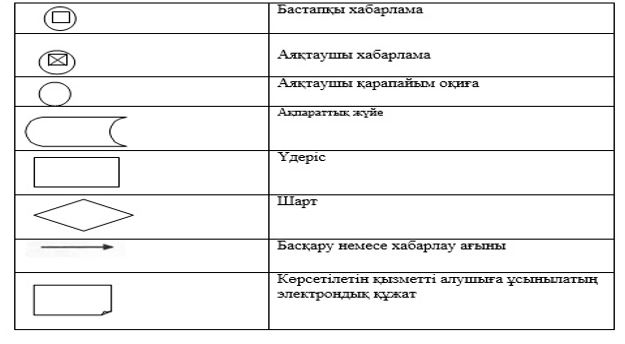 Бастапқы хабарлама
Аяқтаушы хабарлама
Аяқтаушы қарапайым оқиға
Ақпараттық жүйе
Үдеріс
Шарт
Басқару немесе хабарлау ағыны
Көрсетілетін қызметті алушыға ұсынылатың
электрондық құжат